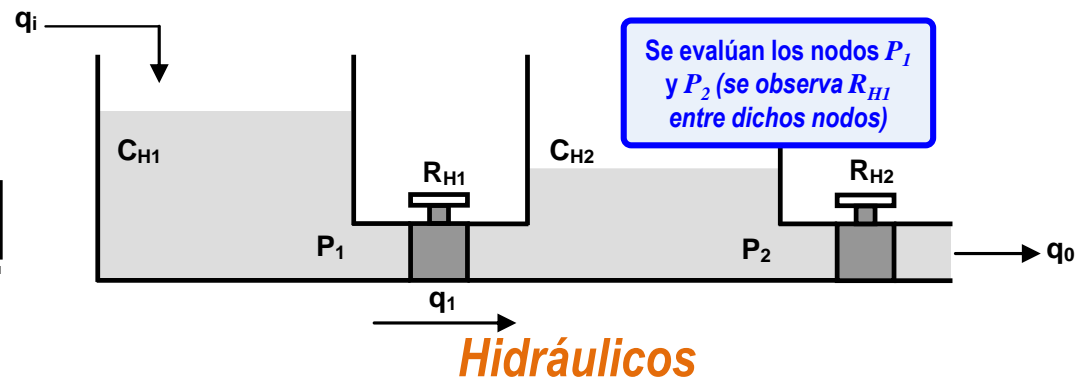 qi
Se evalúan los nodos P1
y P2 (se observa RH1
entre dichos nodos)
CH1
CH2
RH1
RH2
P1
P2
q0
q1
Hidráulicos